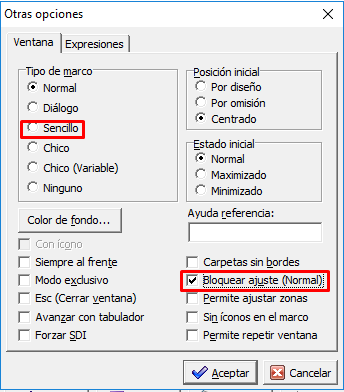 Otras opciones
Ventana
Expresiones
Tipo de marco
Normal
Diálogo
Sencillo
Chico
Chico (Variable)
Ninguno
Posición inicial
Por diseño
Por omisión
Centrado
Estado inicial
Normal
Maximizado
Minimizado
Color de fondo...
Ayuda referencia:
Con ícono
Siempre al frente
Modo exclusivo
Esc (Cerrar ventana)
Avanzar con tabulador
Forzar SDI
Carpetas sin bordes
Bloquear ajuste (Normal)
Permite ajustar zonas
Sin íconos en el marco
Permite repetir ventana
Aceptar
Cancelar